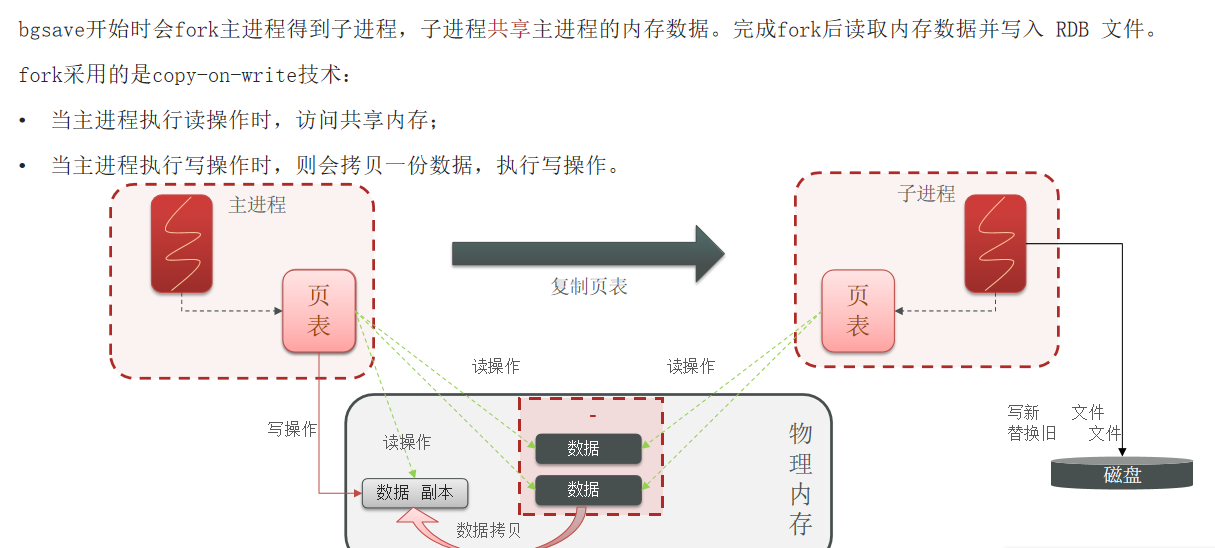 bgsave开始时会fork主进程得到子进程，子进程共享主进程的内存数据。完成fork后读取内存数据并写入 RDB 文件。
fork采用的是copy-on-write技术：
• 当主进程执行读操作时，访问共享内存；
• 当主进程执行写操作时，则会拷贝一份数据，执行写操作。
主进程
子进程
页
表
复制页表
页
表
读操作
读操作
写操作
读操作
-
数据
数据
数据 副本
数据拷贝
物
理
内
存
写新 文件
替换旧 文件
磁盘